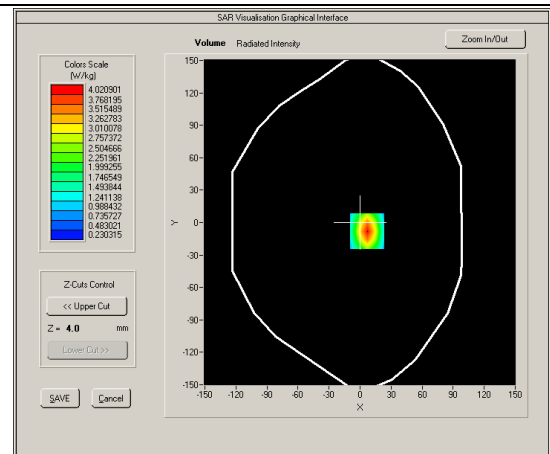 SAR Visualisation Graphical Interface
Volume Radiated Intensity
Zoom In/Out
Colors Scale
(W/kg)
4.020901
3.768195
3.515489
3.262783
3.010078
2.757372
2.504666
2.251961
1.999255
1.746549
1.493844
1.241138
0.988432
0.735727
0.483021
0.230315
Z-Cuts Control
<< Upper Cut
Z = 4.0 mm
Lower Cut >>
SAVE
Cancel
150
120
90
60
30
0
-30
-60
-90
-120
-150
Y
-150 -120 -90 -60 -30 0 30 60 90 120 150
X